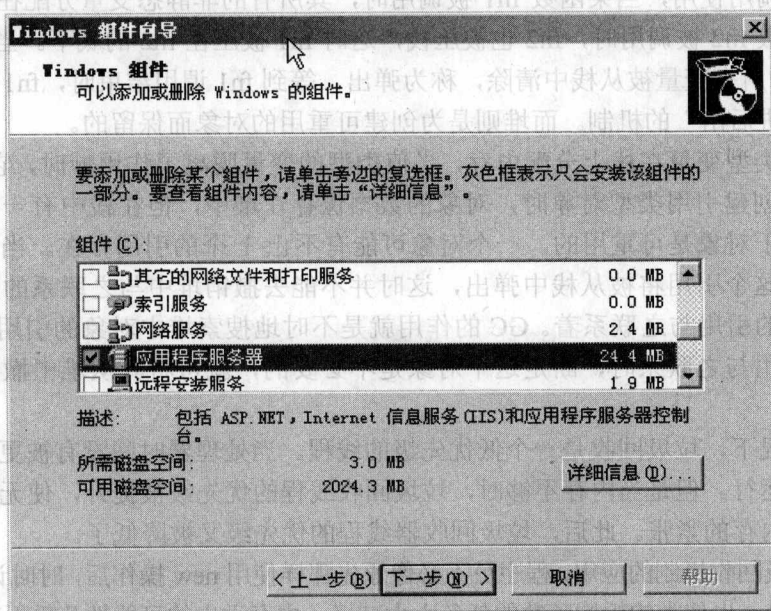 Windows 组件向导
Windows 组件
可以添加或删除 Windows 的组件。
要添加或删除某个组件，请单击旁边的复选框。灰色框表示只会安装该组件的
一部分。要查看组件内容，请单击“详细信息”。
组件(C):
其它的网络文件和打印服务 0.0 MB
索引服务 0.0 MB
网络服务 2.4 MB
应用程序服务器 24.4 MB
远程安装服务 1.9 MB
描述: 包括 ASP.NET，Internet 信息服务(IIS)和应用程序服务器控制
台。
所需磁盘空间: 3.0 MB
可用磁盘空间: 2024.3 MB
详细信息(D)...
<上一步(B) 下一步(N) > 取消 帮助